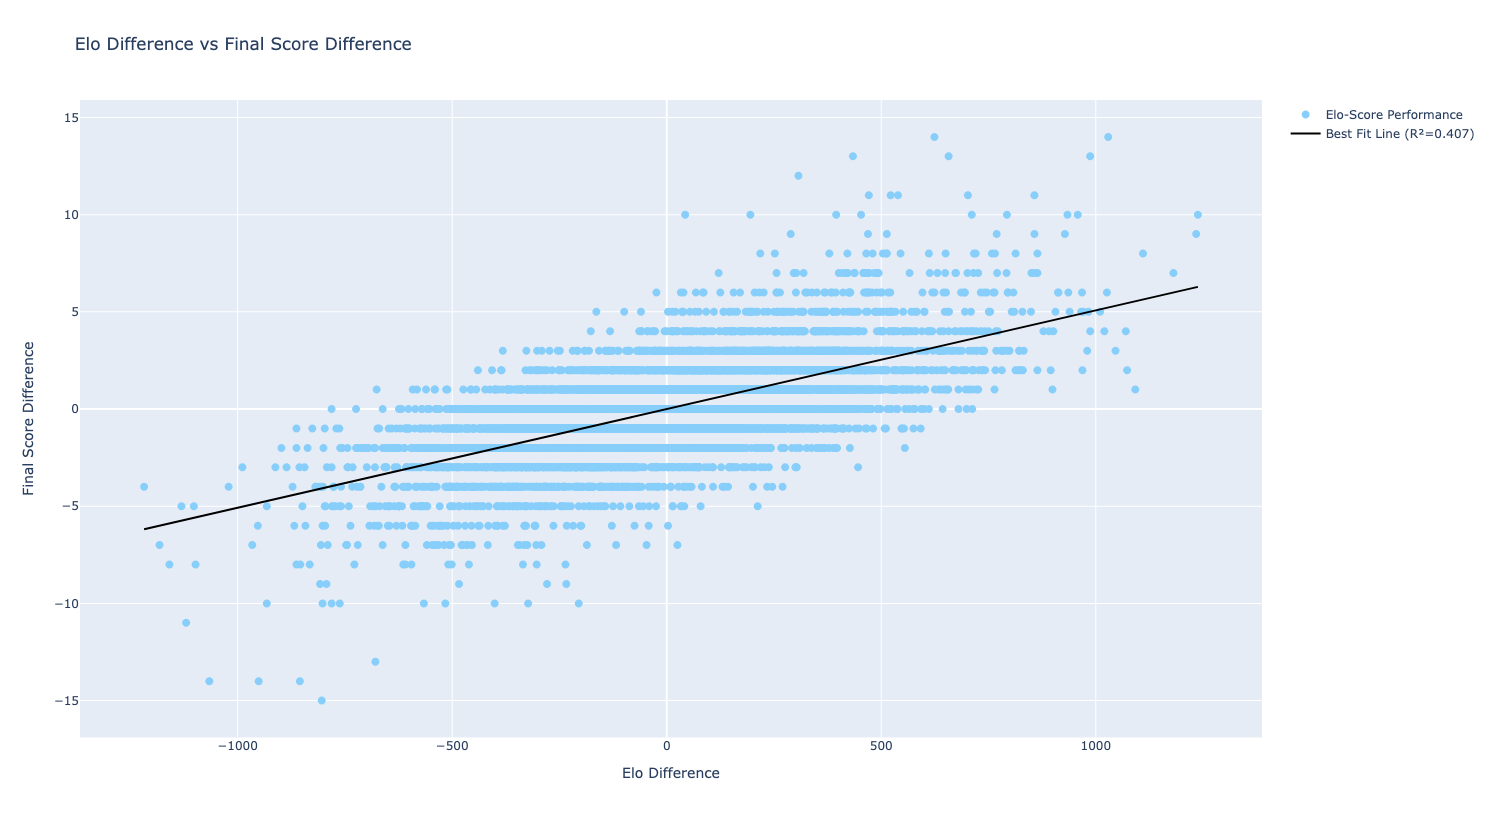 Elo Difference vs Final Score Difference
Elo-Score Performance
Best Fit Line (R²=0.407)
15
10
5
0
−5
−10
−15
Final Score Difference
−1000
−500
0
500
1000
Elo Difference